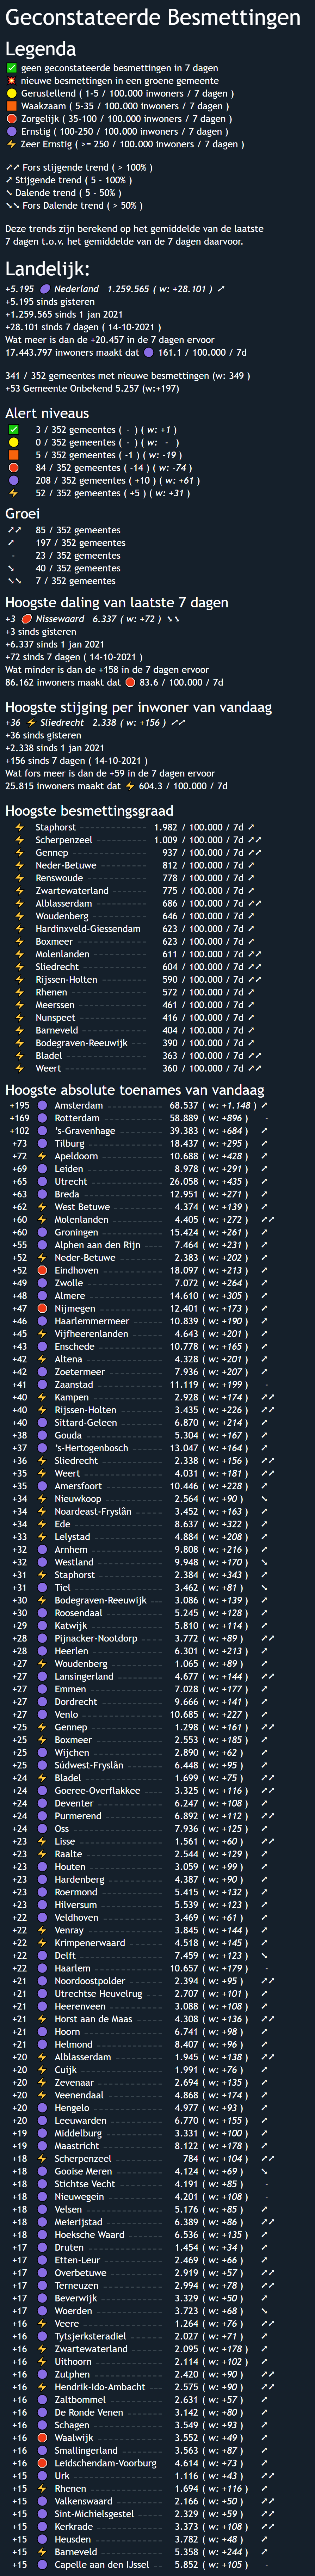 Geconstateerde Besmettingen
Legenda
✅ geen geconstateerde besmettingen in 7 dagen
nieuwe besmettingen in een groene gemeente
Gerustellend ( 1-5 / 100.000 inwoners / 7 dagen )
Waakzaam ( 5-35 / 100.000 inwoners / 7 dagen )
Zorgelijk ( 35-100 / 100.000 inwoners / 7 dagen )
Ernstig ( 100-250 / 100.000 inwoners / 7 dagen )
⚡ Zeer Ernstig ( >= 250 / 100.000 inwoners / 7 dagen )
↗↗ Fors stijgende trend ( > 100% )
↗ Stijgende trend ( 5 - 100% )
↘ Dalende trend ( 5 - 50% )
↘↘ Fors Dalende trend ( > 50% )
Deze trends zijn berekend op het gemiddelde van de laatste
7 dagen t.o.v. het gemiddelde van de 7 dagen daarvoor.
Landelijk:
+5.195 Nederland 1.259.565 ( w: +28.101 ) ↗
+5.195 sinds gisteren
+1.259.565 sinds 1 jan 2021
+28.101 sinds 7 dagen ( 14-10-2021 )
Wat meer is dan de +20.457 in de 7 dagen ervoor
17.443.797 inwoners maakt dat 161.1 / 100.000 / 7d
341 / 352 gemeentes met nieuwe besmettingen (w: 349 )
+53 Gemeente Onbekend 5.257 (w:+197)
Alert niveaus
✅ 3 / 352 gemeentes ( - ) ( w: +1 )
0 / 352 gemeentes ( - ) ( w: - )
5 / 352 gemeentes ( -1 ) ( w: -19 )
84 / 352 gemeentes ( -14 ) ( w: -74 )
208 / 352 gemeentes ( +10 ) ( w: +61 )
⚡ 52 / 352 gemeentes ( +5 ) ( w: +31 )
Groei
↗↗ 85 / 352 gemeentes
↗ 197 / 352 gemeentes
- 23 / 352 gemeentes
↘ 40 / 352 gemeentes
↘↘ 7 / 352 gemeentes
Hoogste daling van laatste 7 dagen
+3 Nissewaard 6.337 ( w: +72 ) ↘↘
+3 sinds gisteren
+6.337 sinds 1 jan 2021
+72 sinds 7 dagen ( 14-10-2021 )
Wat minder is dan de +158 in de 7 dagen ervoor
86.162 inwoners maakt dat 83.6 / 100.000 / 7d
Hoogste stijging per inwoner van vandaag
+36 ⚡ Sliedrecht 2.338 ( w: +156 ) ↗↗
+36 sinds gisteren
+2.338 sinds 1 jan 2021
+156 sinds 7 dagen ( 14-10-2021 )
Wat fors meer is dan de +59 in de 7 dagen ervoor
25.815 inwoners maakt dat ⚡ 604.3 / 100.000 / 7d
Hoogste besmettingsgraad
⚡ Staphorst 1.982 / 100.000 / 7d ↗
⚡ Scherpenzeel 1.009 / 100.000 / 7d ↗↗
⚡ Gennep 937 / 100.000 / 7d ↗↗
⚡ Neder-Betuwe 812 / 100.000 / 7d ↗
⚡ Renswoude 778 / 100.000 / 7d ↗
⚡ Zwartewaterland 775 / 100.000 / 7d ↗
⚡ Alblasserdam 686 / 100.000 / 7d ↗↗
⚡ Woudenberg 646 / 100.000 / 7d ↗
⚡ Hardinxveld-Giessendam 623 / 100.000 / 7d ↗
⚡ Boxmeer 623 / 100.000 / 7d ↗
⚡ Molenlanden 611 / 100.000 / 7d ↗↗
⚡ Sliedrecht 604 / 100.000 / 7d ↗↗
⚡ Rijssen-Holten 590 / 100.000 / 7d ↗↗
⚡ Rhenen 572 / 100.000 / 7d ↗
⚡ Meerssen 461 / 100.000 / 7d ↗
⚡ Nunspeet 416 / 100.000 / 7d ↗
⚡ Barneveld 404 / 100.000 / 7d ↗
⚡ Bodegraven-Reeuwijk 390 / 100.000 / 7d ↗
⚡ Bladel 363 / 100.000 / 7d ↗↗
⚡ Weert 360 / 100.000 / 7d ↗↗
Hoogste absolute toenames van vandaag
+195 Amsterdam 68.537 ( w: +1.148 ) ↗
+169 Rotterdam 58.889 ( w: +896 ) -
+102 's-Gravenhage 39.383 ( w: +684 ) ↗
+73 Tilburg 18.437 ( w: +295 ) ↗
+72 ⚡ Apeldoorn 10.688 ( w: +428 ) ↗
+69 Leiden 8.978 ( w: +291 ) ↗
+65 Utrecht 26.058 ( w: +435 ) ↗
+63 Breda 12.951 ( w: +271 ) ↗
+62 ⚡ West Betuwe 4.374 ( w: +139 ) ↗
+60 ⚡ Molenlanden 4.405 ( w: +272 ) ↗↗
+60 Groningen 15.424 ( w: +261 ) ↗
+55 Alphen aan den Rijn 7.464 ( w: +231 ) ↗
+52 ⚡ Neder-Betuwe 2.383 ( w: +202 ) ↗
+52 Eindhoven 18.097 ( w: +213 ) ↗
+49 Zwolle 7.072 ( w: +264 ) ↗
+48 Almere 14.610 ( w: +305 ) ↗
+47 Nijmegen 12.401 ( w: +173 ) ↗
+46 Haarlemmermeer 10.839 ( w: +190 ) ↗
+45 ⚡ Vijfheerenlanden 4.643 ( w: +201 ) ↗
+43 Enschede 10.778 ( w: +165 ) ↗
+42 ⚡ Altena 4.328 ( w: +201 ) ↗
+42 Zoetermeer 7.936 ( w: +207 ) ↗
+41 Zaanstad 11.119 ( w: +199 ) -
+40 ⚡ Kampen 2.928 ( w: +174 ) ↗↗
+40 ⚡ Rijssen-Holten 3.435 ( w: +226 ) ↗↗
+40 Sittard-Geleen 6.870 ( w: +214 ) ↗
+38 Gouda 5.304 ( w: +167 ) ↗
+37 's-Hertogenbosch 13.047 ( w: +164 ) ↗
+36 ⚡ Sliedrecht 2.338 ( w: +156 ) ↗↗
+35 ⚡ Weert 4.031 ( w: +181 ) ↗↗
+35 Amersfoort 10.446 ( w: +228 ) ↗
+34 ⚡ Nieuwkoop 2.564 ( w: +90 ) ↗
+34 ⚡ Noardeast-Fryslân 3.452 ( w: +163 ) ↗
+34 ⚡ Ede 8.637 ( w: +322 ) ↗
+33 ⚡ Lelystad 4.884 ( w: +208 ) ↗
+32 Arnhem 9.808 ( w: +216 ) ↗
+32 Westland 9.948 ( w: +170 ) ↘
+31 ⚡ Staphorst 2.384 ( w: +343 ) ↗
+31 Tiel 3.462 ( w: +81 ) ↘
+30 ⚡ Bodegraven-Reeuwijk 3.086 ( w: +139 ) ↗
+30 Roosendaal 5.245 ( w: +128 ) ↗
+29 Katwijk 5.810 ( w: +114 ) ↗
+28 Pijnacker-Nootdorp 3.772 ( w: +89 ) ↗↗
+28 Heerlen 6.301 ( w: +213 ) ↗
+27 ⚡ Woudenberg 1.065 ( w: +89 ) ↗
+27 Lansingerland 4.677 ( w: +144 ) ↗↗
+27 Emmen 7.028 ( w: +177 ) ↗
+27 Dordrecht 9.666 ( w: +141 ) ↗
+27 Venlo 10.685 ( w: +227 ) ↗
+25 ⚡ Gennep 1.298 ( w: +161 ) ↗↗
+25 ⚡ Boxmeer 2.553 ( w: +185 ) ↗
+25 Wijchen 2.890 ( w: +62 ) ↗
+25 Súdwest-Fryslân 6.448 ( w: +95 ) ↗
+24 ⚡ Bladel 1.699 ( w: +75 ) ↗↗
+24 Goeree-Overflakkee 3.325 ( w: +116 ) ↗
+24 Deventer 6.247 ( w: +108 ) ↗
+24 Purmerend 6.892 ( w: +112 ) ↗↗
+24 Oss 7.936 ( w: +125 ) ↗
+23 ⚡ Lisse 1.561 ( w: +60 ) ↗↗
+23 ⚡ Raalte 2.544 ( w: +129 ) ↗
+23 Houten 3.059 ( w: +99 ) ↗
+23 Hardenberg 4.387 ( w: +90 ) ↗
+23 Roermond 5.415 ( w: +132 ) ↗
+23 Hilversum 5.539 ( w: +123 ) ↗
+22 Veldhoven 3.469 ( w: +61 ) ↗
+22 ⚡ Venray 3.845 ( w: +144 ) ↗
+22 ⚡ Krimpenerwaard 4.518 ( w: +145 ) ↗
+22 Delft 7.459 ( w: +123 ) ↘
+22 Haarlem 10.657 ( w: +179 ) -
+21 Noordoostpolder 2.394 ( w: +95 ) ↗↗
+21 Utrechtse Heuvelrug 2.707 ( w: +101 ) ↗
+21 Heerenveen 3.088 ( w: +108 ) ↗
+21 ⚡ Horst aan de Maas 4.308 ( w: +136 ) ↗↗
+21 Hoorn 6.741 ( w: +98 ) ↗
+21 Helmond 8.407 ( w: +96 ) ↗
+20 ⚡ Alblasserdam 1.945 ( w: +138 ) ↗↗
+20 ⚡ Cuijk 1.991 ( w: +76 ) ↗
+20 ⚡ Zevenaar 2.694 ( w: +135 ) ↗
+20 ⚡ Veenendaal 4.868 ( w: +174 ) ↗
+20 Hengelo 4.977 ( w: +93 ) ↗
+20 Leeuwarden 6.770 ( w: +155 ) ↗
+19 Middelburg 3.331 ( w: +100 ) ↗
+19 Maastricht 8.122 ( w: +178 ) ↗
+18 ⚡ Scherpenzeel 784 ( w: +104 ) ↗↗
+18 Gooise Meren 4.124 ( w: +69 ) ↘
+18 Stichtse Vecht 4.191 ( w: +85 ) -
+18 Nieuwegein 4.201 ( w: +108 ) -
+18 Velsen 5.176 ( w: +85 ) ↗
+18 Meierijstad 6.389 ( w: +86 ) ↗↗
+18 Hoeksche Waard 6.536 ( w: +135 ) ↗
+17 Druten 1.454 ( w: +34 ) ↗
+17 Etten-Leur 2.469 ( w: +66 ) ↗
+17 Overbetuwe 2.919 ( w: +57 ) ↗↗
+17 Terneuzen 2.994 ( w: +78 ) ↗↗
+17 Beverwijk 3.329 ( w: +50 ) ↗
+17 Woerden 3.723 ( w: +68 ) ↘
+16 ⚡ Veere 1.264 ( w: +76 ) ↗↗
+16 Tytsjerksteradiel 2.027 ( w: +71 ) ↗
+16 ⚡ Zwartewaterland 2.095 ( w: +178 ) ↗
+16 ⚡ Uithoorn 2.114 ( w: +102 ) ↗
+16 Zutphen 2.420 ( w: +90 ) ↗↗
+16 ⚡ Hendrik-Ido-Ambacht 2.575 ( w: +90 ) ↗↗
+16 Zaltbommel 2.631 ( w: +57 ) ↗
+16 De Ronde Venen 3.142 ( w: +80 ) ↗
+16 Schagen 3.549 ( w: +93 ) ↗
+16 Waalwijk 3.552 ( w: +49 ) ↗
+16 Smallingerland 3.563 ( w: +87 ) ↗
+16 Leidschendam-Voorburg 4.614 ( w: +73 ) ↗
+15 Urk 1.116 ( w: +43 ) ↗↗
+15 ⚡ Rhenen 1.694 ( w: +116 ) ↗
+15 Valkenswaard 2.166 ( w: +50 ) ↗↗
+15 Sint-Michielsgestel 2.329 ( w: +59 ) ↗↗
+15 Kerkrade 3.373 ( w: +108 ) ↗↗
+15 Heusden 3.782 ( w: +48 ) ↗
+15 ⚡ Barneveld 5.358 ( w: +244 ) ↗
+15 Capelle aan den IJssel 5.852 ( w: +105 ) -